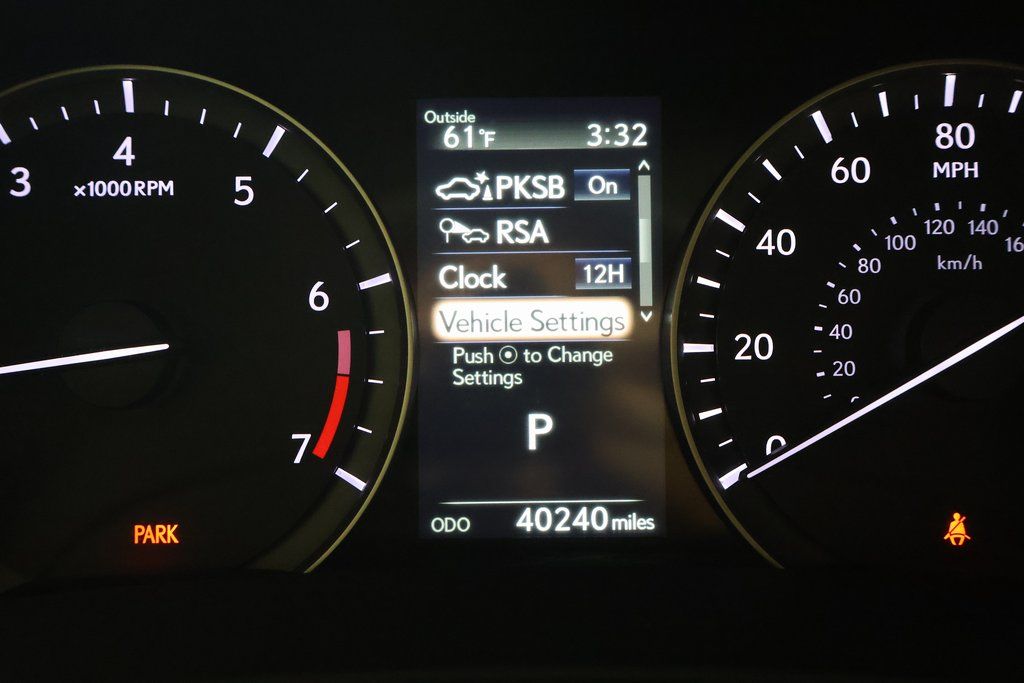 Outside
61°F 3:32
PKSB On
RSA
Clock 12H
Vehicle Settings
Push to Change
Settings
P
ODO 40240 miles
3 4 5 6 7
x1000 RPM
PARK
0 20 40 60 80
MPH
20 40 60 80 100 120 140
km/h